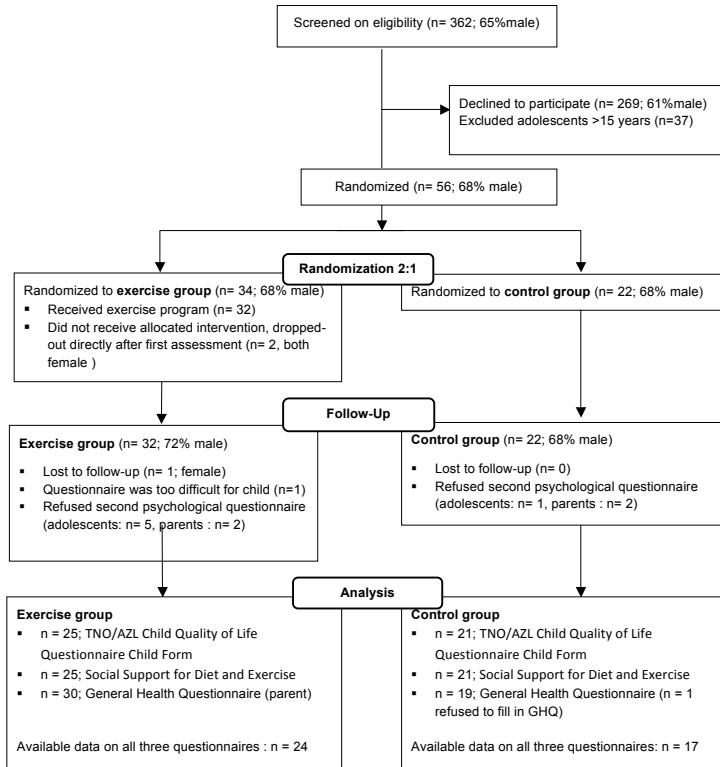 Screened on eligibility (n= 362; 65%male)
Declined to participate (n= 269; 61%male)
Excluded adolescents >15 years (n=37)
Randomized (n= 56; 68% male)
Randomization 2:1
Randomized to exercise group (n= 34; 68% male)
▪ Received exercise program (n= 32)
▪ Did not receive allocated intervention, dropped-
out directly after first assessment (n= 2, both
female )
Randomized to control group (n= 22; 68% male)
Follow-Up
Exercise group (n= 32; 72% male)
▪ Lost to follow-up (n= 1; female)
▪ Questionnaire was too difficult for child (n=1)
▪ Refused second psychological questionnaire
(adolescents: n= 5, parents : n= 2)
Control group (n= 22; 68% male)
▪ Lost to follow-up (n= 0)
▪ Refused second psychological questionnaire
(adolescents: n= 1, parents : n= 2)
Analysis
Exercise group
▪ n = 25; TNO/AZL Child Quality of Life
Questionnaire Child Form
▪ n = 25; Social Support for Diet and Exercise
▪ n = 30; General Health Questionnaire (parent)
Available data on all three questionnaires : n = 24
Control group
▪ n = 21; TNO/AZL Child Quality of Life
Questionnaire Child Form
▪ n = 21; Social Support for Diet and Exercise
▪ n = 19; General Health Questionnaire (n = 1
refused to fill in GHQ)
Available data on all three questionnaires: n = 17